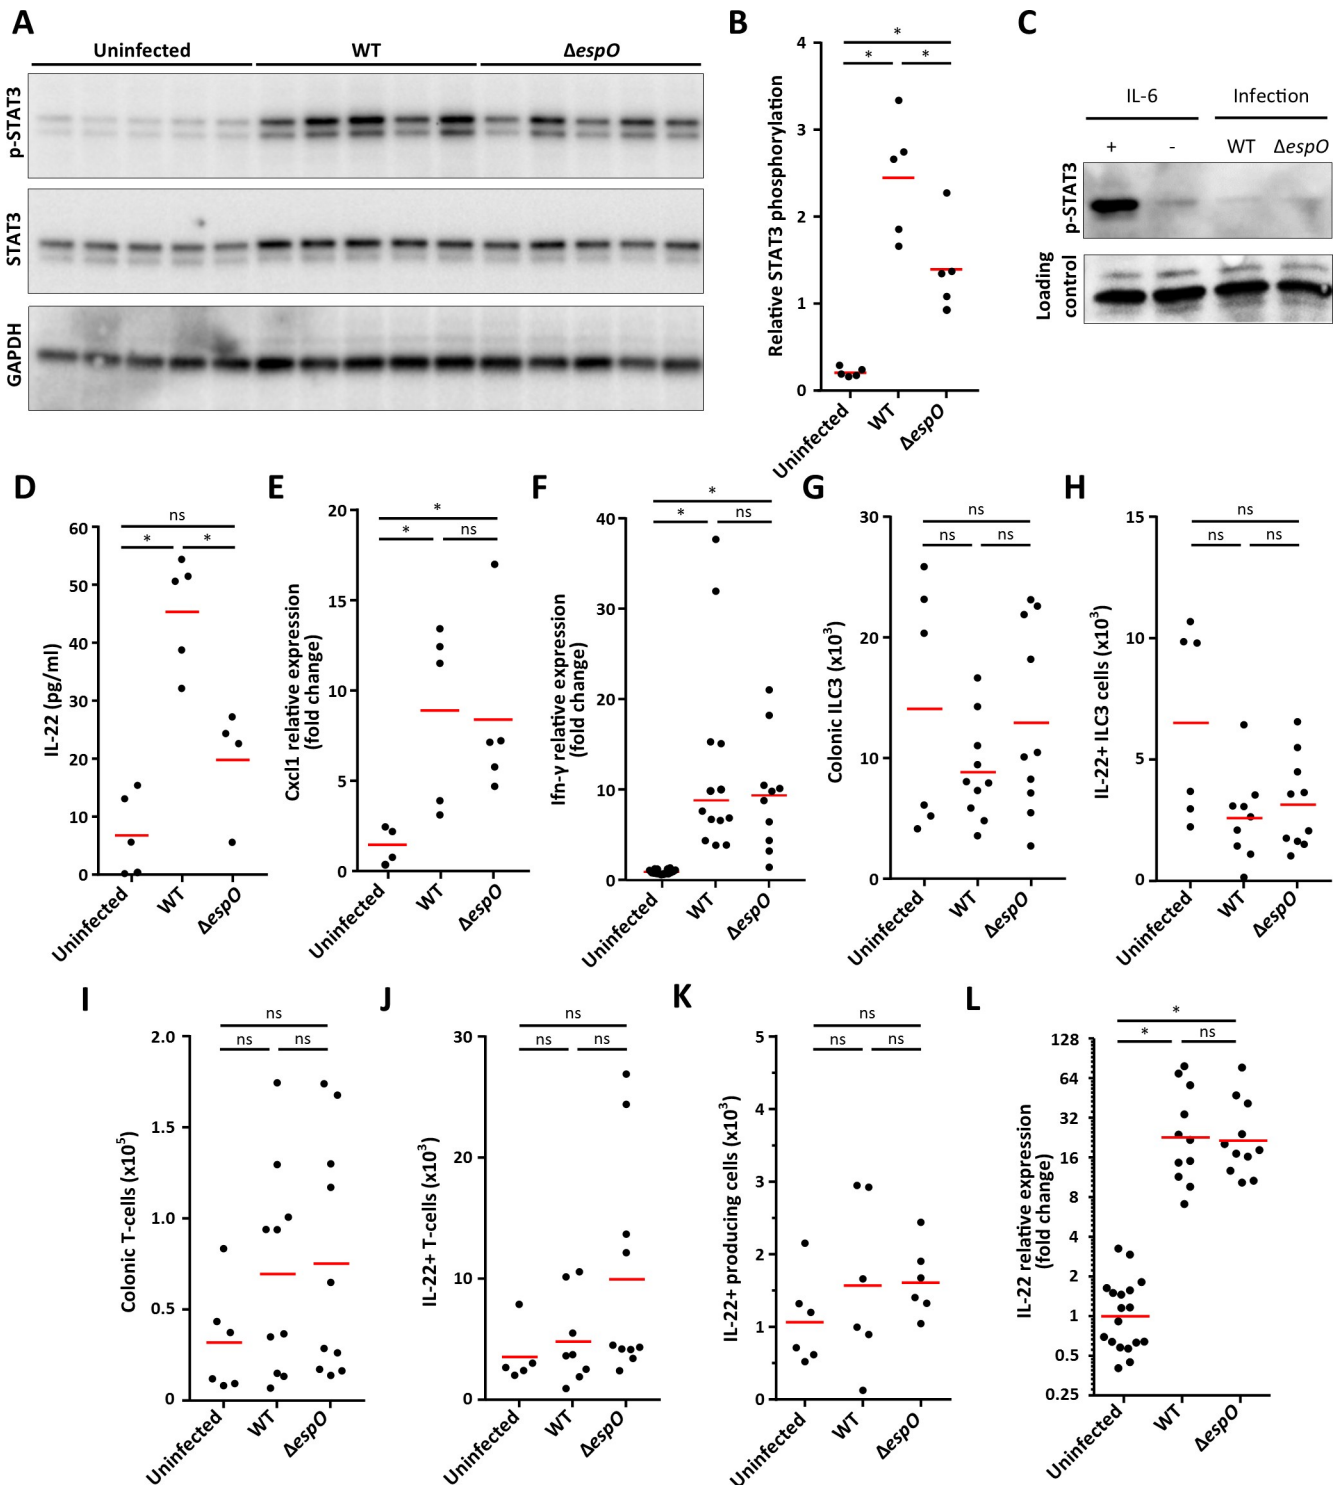 A
Uninfected WT ΔespO
p-STAT3
STAT3
GAPDH
B
* 
* *
Relative STAT3 phosphorylation
4
3
2
1
0
Uninfected WT ΔespO
C
IL-6 Infection
+ - WT ΔespO
p-STAT3
Loading
control
D
ns
* *
IL-22 (pg/ml)
60
50
40
30
20
10
0
Uninfected WT ΔespO
E
*
* ns
Cxcl1 relative expression
(fold change)
20
15
10
5
0
Uninfected WT ΔespO
F
*
* ns
Ifn-γ relative expression
(fold change)
40
30
20
10
0
Uninfected WT ΔespO
G
ns
ns ns
Colonic ILC3 (x10³)
30
20
10
0
Uninfected WT ΔespO
H
ns
ns ns
IL-22+ ILC3 cells (x10³)
15
10
5
0
Uninfected WT ΔespO
I
ns
ns ns
Colonic T-cells (x10⁵)
2.0
1.5
1.0
0.5
0
Uninfected WT ΔespO
J
ns
ns ns
IL-22+ T-cells (x10³)
30
20
10
0
Uninfected WT ΔespO
K
ns
ns ns
IL-22+ producing cells (x10³)
5
4
3
2
1
0
Uninfected WT ΔespO
L
*
* ns
IL-22 relative expression
(fold change)
128
64
32
16
8
4
2
1
0.5
0.25
Uninfected WT ΔespO